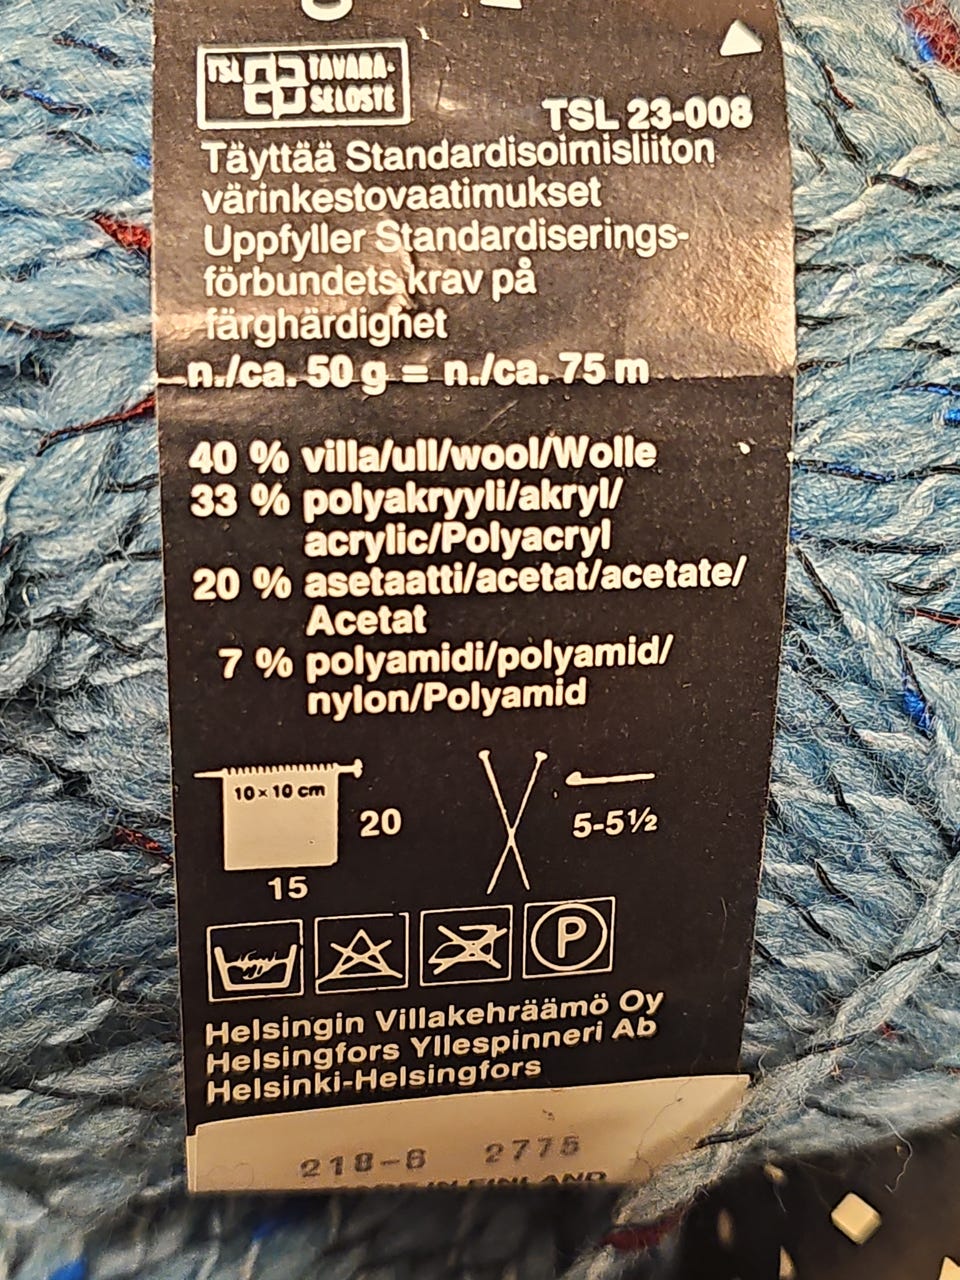 TSL TAVARA-
SELOSTE
TSL 23-008
Täyttää Standardisoimisliiton
värinkestovaatimukset
Uppfyller Standardiserings-
förbundets krav på
färghärdighet
n./ca. 50 g = n./ca. 75 m
40 % villa/ull/wool/Wolle
33 % polyakryyli/akryl/
acrylic/Polyacryl
20 % asetaatti/acetat/acetate/
Acetat
7 % polyamidi/polyamid/
nylon/Polyamid
10 × 10 cm
20
15
5-5½
P
Helsingin Villakehräämö Oy
Helsingfors Yllespinneri Ab
Helsinki-Helsingfors
218-6 2775
IN FINLAND